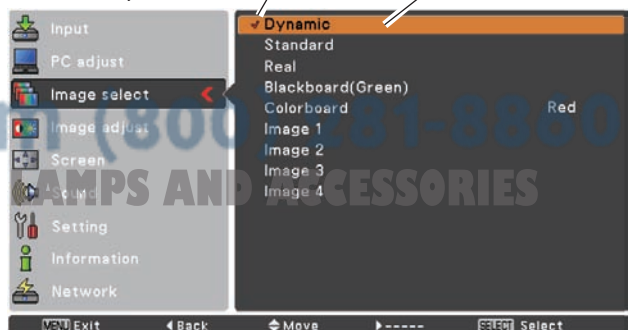 Input
PC adjust
Image select
Image adjust
Screen
Sound
Setting
Information
Network
Dynamic
Standard
Real
Blackboard(Green)
Colorboard Red
Image 1
Image 2
Image 3
Image 4
m (800) 281-8860
LAMPS AND ACCESSORIES
MENU Exit Back Move ----- SELECT Select